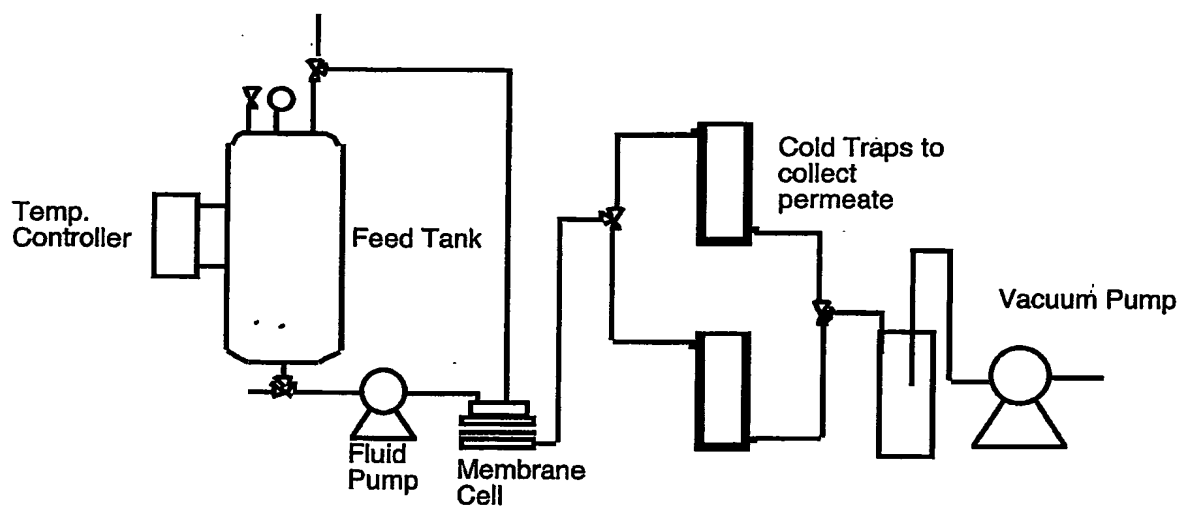 Temp.
Controller
Feed Tank
Cold Traps to
collect
permeate
Vacuum Pump
Fluid
Pump
Membrane
Cell